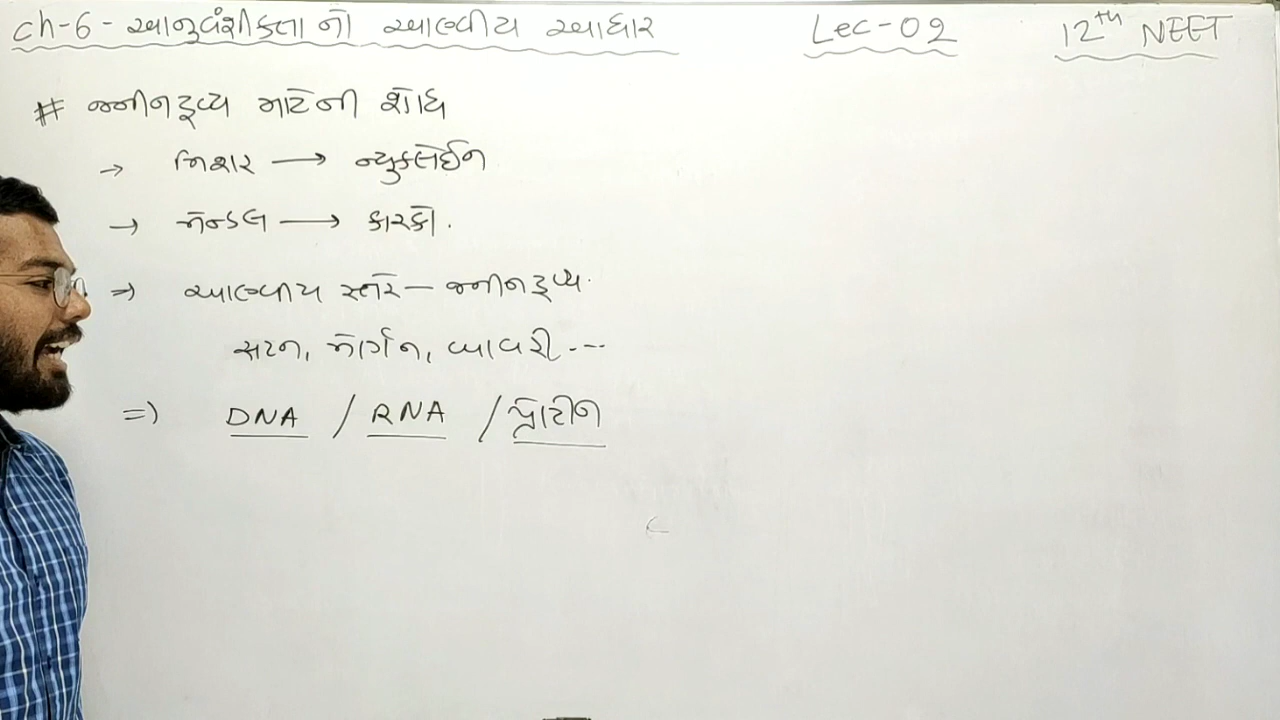 ch-6 - આનુવંશીકતાનો આણ્વીય આધાર Lec-02 12th NEET
# જનીનદ્રવ્ય માટેની શોધ
→ મિશર → ન્યુકલેઈન
→ મેન્ડલ → કારકો.
⇒ આણ્વીય સ્તરે – જનીનદ્રવ્ય.
સટન, મોર્ગન, બાવરી ---
⇒ DNA / RNA / પ્રોટીન